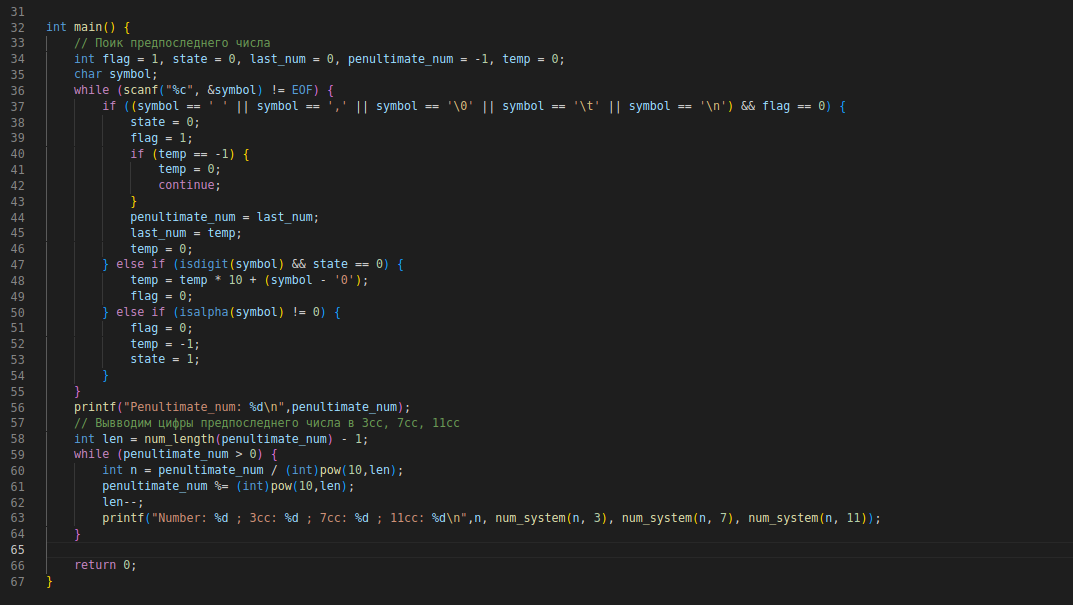 31
32 int main() {
33 // Поик предпоследнего числа
34 int flag = 1, state = 0, last_num = 0, penultimate_num = -1, temp = 0;
35 char symbol;
36 while (scanf("%c", &symbol) != EOF) {
37 if ((symbol == ' ' || symbol == ',' || symbol == '\0' || symbol == '\t' || symbol == '\n') && flag == 0) {
38 state = 0;
39 flag = 1;
40 if (temp == -1) {
41 temp = 0;
42 continue;
43 }
44 penultimate_num = last_num;
45 last_num = temp;
46 temp = 0;
47 } else if (isdigit(symbol) && state == 0) {
48 temp = temp * 10 + (symbol - '0');
49 flag = 0;
50 } else if (isalpha(symbol) != 0) {
51 flag = 0;
52 temp = -1;
53 state = 1;
54 }
55 }
56 printf("Penultimate_num: %d\n",penultimate_num);
57 // Вывводим цифры предпоследнего числа в 3сс, 7сс, 11сс
58 int len = num_length(penultimate_num) - 1;
59 while (penultimate_num > 0) {
60 int n = penultimate_num / (int)pow(10,len);
61 penultimate_num %= (int)pow(10,len);
62 len--;
63 printf("Number: %d ; 3cc: %d ; 7cc: %d ; 11cc: %d\n",n, num_system(n, 3), num_system(n, 7), num_system(n, 11));
64 }
65
66 return 0;
67 }